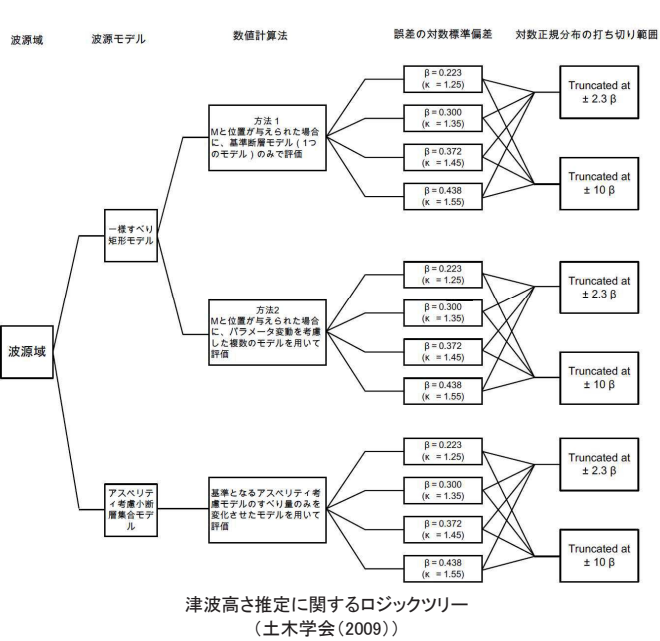 波源域
波源モデル
数値計算法
誤差の対数標準偏差
対数正規分布の打ち切り範囲
波源域
一様すべり
矩形モデル
アスペリテ
ィ考慮小断
層集合モデ
ル
方法1
Mと位置が与えられた場合
に、基準断層モデル(1つ
のモデル)のみで評価
方法2
Mと位置が与えられた場合
に、パラメータ変動を考慮
した複数のモデルを用いて
評価
基準となるアスペリティ考
慮モデルのすべり量のみを
変化させたモデルを用いて
評価
β=0.223
(κ =1.25)
β=0.300
(κ =1.35)
β=0.372
(κ =1.45)
β=0.438
(κ =1.55)
Truncated at
± 2.3 β
Truncated at
± 10 β
β=0.223
(κ =1.25)
β=0.300
(κ =1.35)
β=0.372
(κ =1.45)
β=0.438
(κ =1.55)
Truncated at
± 2.3 β
Truncated at
± 10 β
β=0.223
(κ =1.25)
β=0.300
(κ =1.35)
β=0.372
(κ =1.45)
β=0.438
(κ =1.55)
Truncated at
± 2.3 β
Truncated at
± 10 β
津波高さ推定に関するロジックツリー
(土木学会(2009))